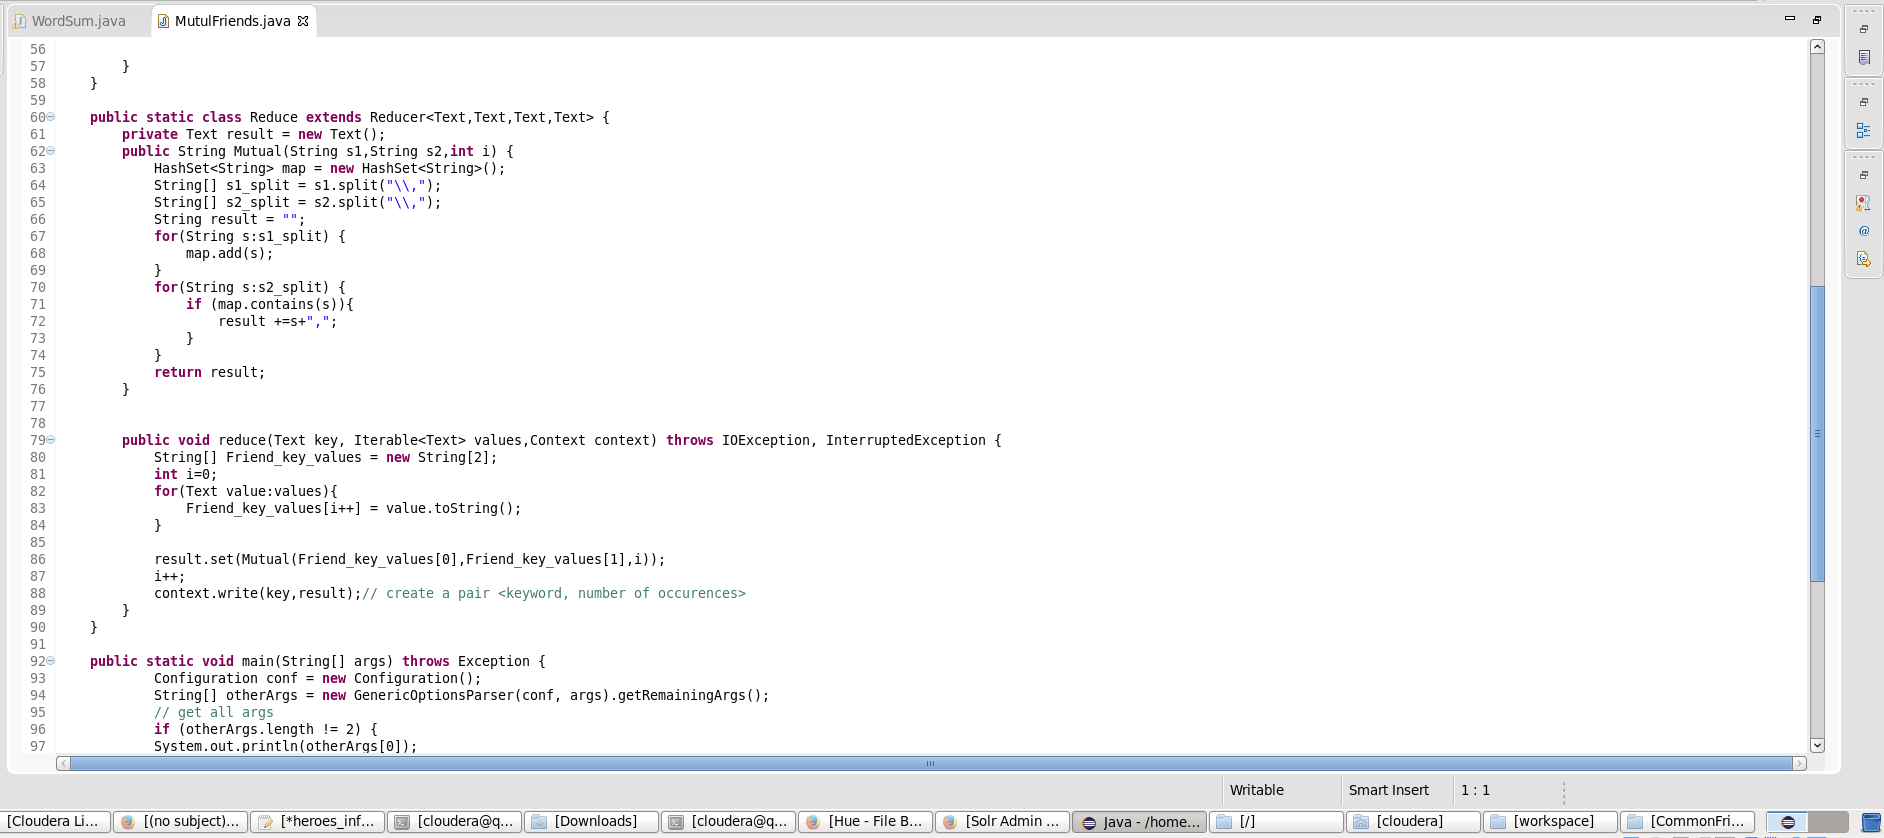 WordSum.java
MutulFriends.java
56
57 }
58 }
59
60 public static class Reduce extends Reducer<Text,Text,Text,Text> {
61 private Text result = new Text();
62 public String Mutual(String s1,String s2,int i) {
63 HashSet<String> map = new HashSet<String>();
64 String[] s1_split = s1.split("\\,");
65 String[] s2_split = s2.split("\\,");
66 String result = "";
67 for(String s:s1_split) {
68 map.add(s);
69 }
70 for(String s:s2_split) {
71 if (map.contains(s)){
72 result +=s+",";
73 }
74 }
75 return result;
76 }
77
78
79 public void reduce(Text key, Iterable<Text> values,Context context) throws IOException, InterruptedException {
80 String[] Friend_key_values = new String[2];
81 int i=0;
82 for(Text value:values){
83 Friend_key_values[i++] = value.toString();
84 }
85
86 result.set(Mutual(Friend_key_values[0],Friend_key_values[1],i));
87 i++;
88 context.write(key,result);// create a pair <keyword, number of occurences>
89 }
90 }
91
92 public static void main(String[] args) throws Exception {
93 Configuration conf = new Configuration();
94 String[] otherArgs = new GenericOptionsParser(conf, args).getRemainingArgs();
95 // get all args
96 if (otherArgs.length != 2) {
97 System.out.println(otherArgs[0]);
Writable
Smart Insert
1 : 1
[Cloudera Li...
[(no subject)...
[*heroes_inf...
[cloudera@q...
[Downloads]
[cloudera@q...
[Hue - File B...
[Solr Admin ...
Java - /home...
[/]
[cloudera]
[workspace]
[CommonFri...